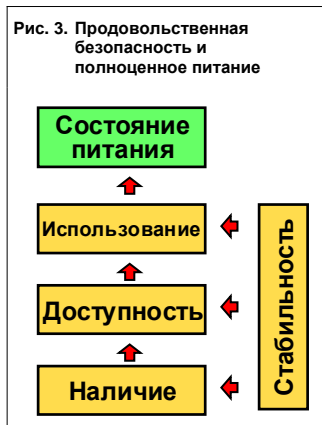 Рис. 3. Продовольственная
безопасность и
полноценное питание
Состояние
питания
Использование
Доступность
Наличие
Стабильность